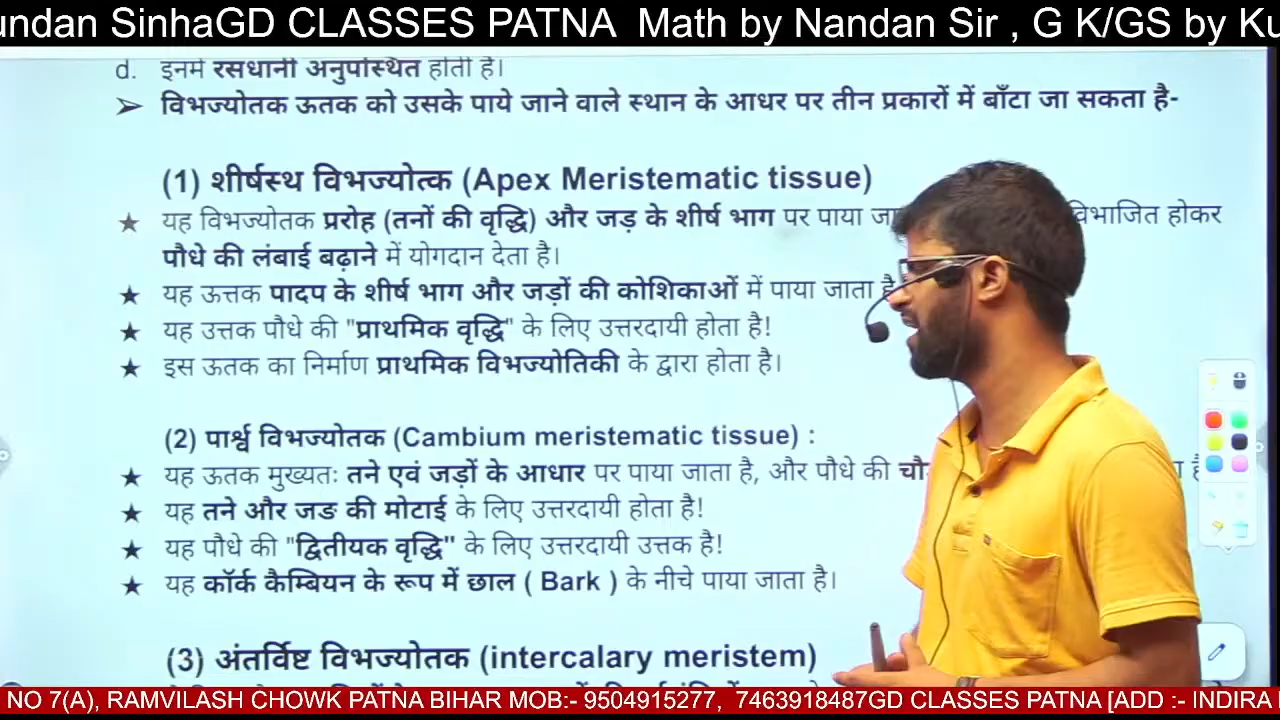 undan SinhaGD CLASSES PATNA Math by Nandan Sir , G K/GS by Ku
d. इनमें रसधानी अनुपस्थित होती है।
➢ विभज्योतक ऊतक को उसके पाये जाने वाले स्थान के आधर पर तीन प्रकारों में बाँटा जा सकता है-
(1) शीर्षस्थ विभज्योत्क (Apex Meristematic tissue)
★ यह विभज्योतक प्ररोह (तनों की वृद्धि) और जड़ के शीर्ष भाग पर पाया जा विभाजित होकर
पौधे की लंबाई बढ़ाने में योगदान देता है।
★ यह ऊत्तक पादप के शीर्ष भाग और जड़ों की कोशिकाओं में पाया जाता है
★ यह उत्तक पौधे की "प्राथमिक वृद्धि" के लिए उत्तरदायी होता है!
★ इस ऊतक का निर्माण प्राथमिक विभज्योतिकी के द्वारा होता है।
(2) पार्श्व विभज्योतक (Cambium meristematic tissue) :
★ यह ऊतक मुख्यतः तने एवं जड़ों के आधार पर पाया जाता है, और पौधे की चौ
★ यह तने और जङ की मोटाई के लिए उत्तरदायी होता है!
★ यह पौधे की "द्वितीयक वृद्धि" के लिए उत्तरदायी उत्तक है!
★ यह कॉर्क कैम्बियन के रूप में छाल ( Bark ) के नीचे पाया जाता है।
(3) अंतर्विष्ट विभज्योतक (intercalary meristem)
NO 7(A), RAMVILASH CHOWK PATNA BIHAR MOB:- 9504915277, 7463918487GD CLASSES PATNA [ADD :- INDIRA